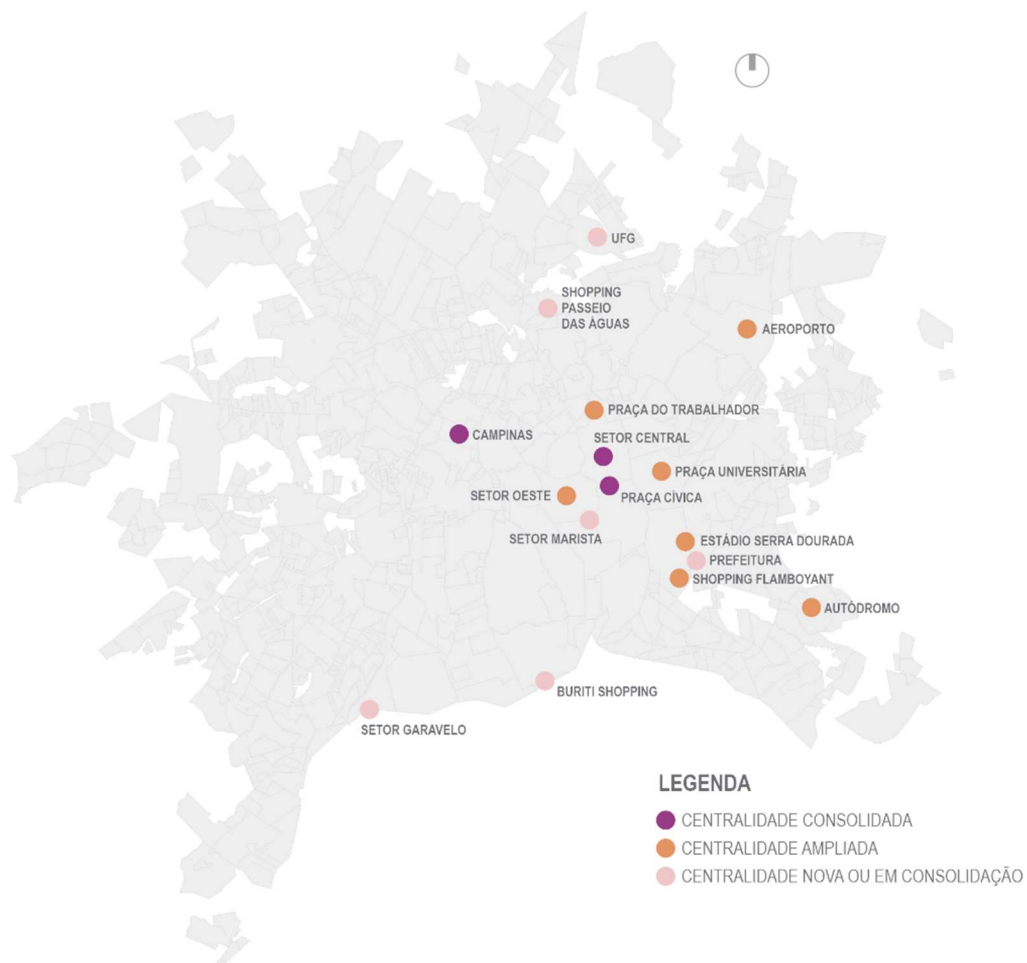 UFG
SHOPPING
PASSEIO
DAS ÁGUAS
AEROPORTO
PRAÇA DO TRABALHADOR
CAMPINAS
SETOR CENTRAL
PRAÇA UNIVERSITÁRIA
SETOR OESTE
PRAÇA CÍVICA
SETOR MARISTA
ESTÁDIO SERRA DOURADA
PREFEITURA
SHOPPING FLAMBOYANT
AUTÓDROMO
BURITI SHOPPING
SETOR GARAVELO
LEGENDA
CENTRALIDADE CONSOLIDADA
CENTRALIDADE AMPLIADA
CENTRALIDADE NOVA OU EM CONSOLIDAÇÃO